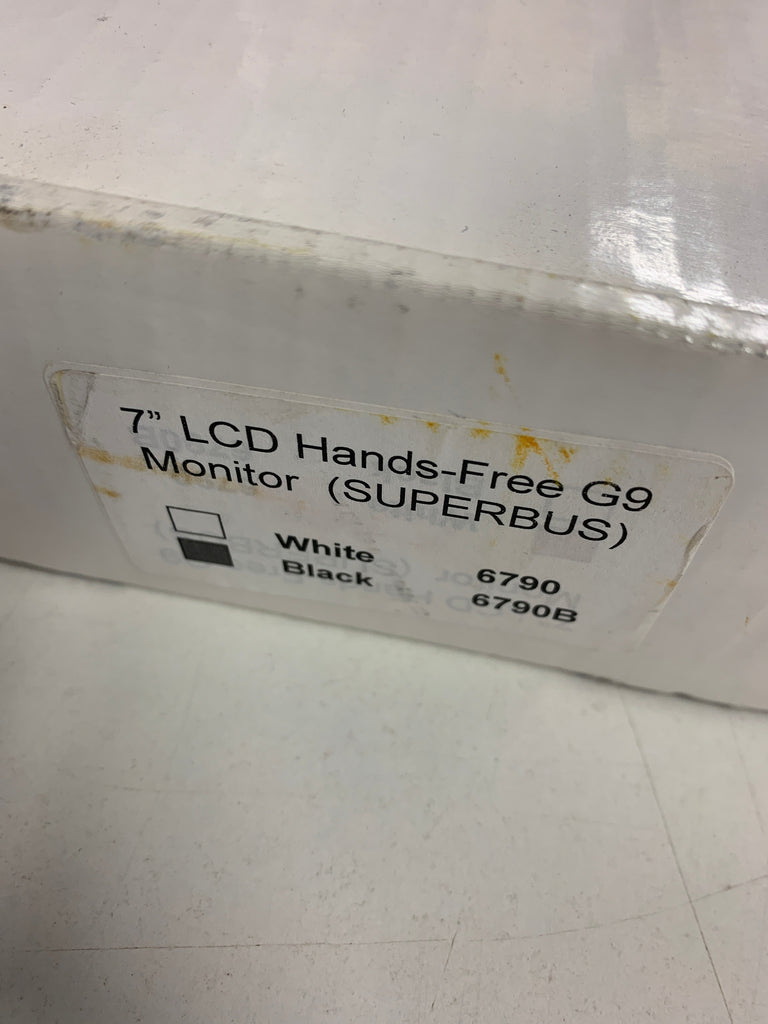 7” LCD Hands-Free G9
Monitor (SUPERBUS)
White 6790
Black 6790B